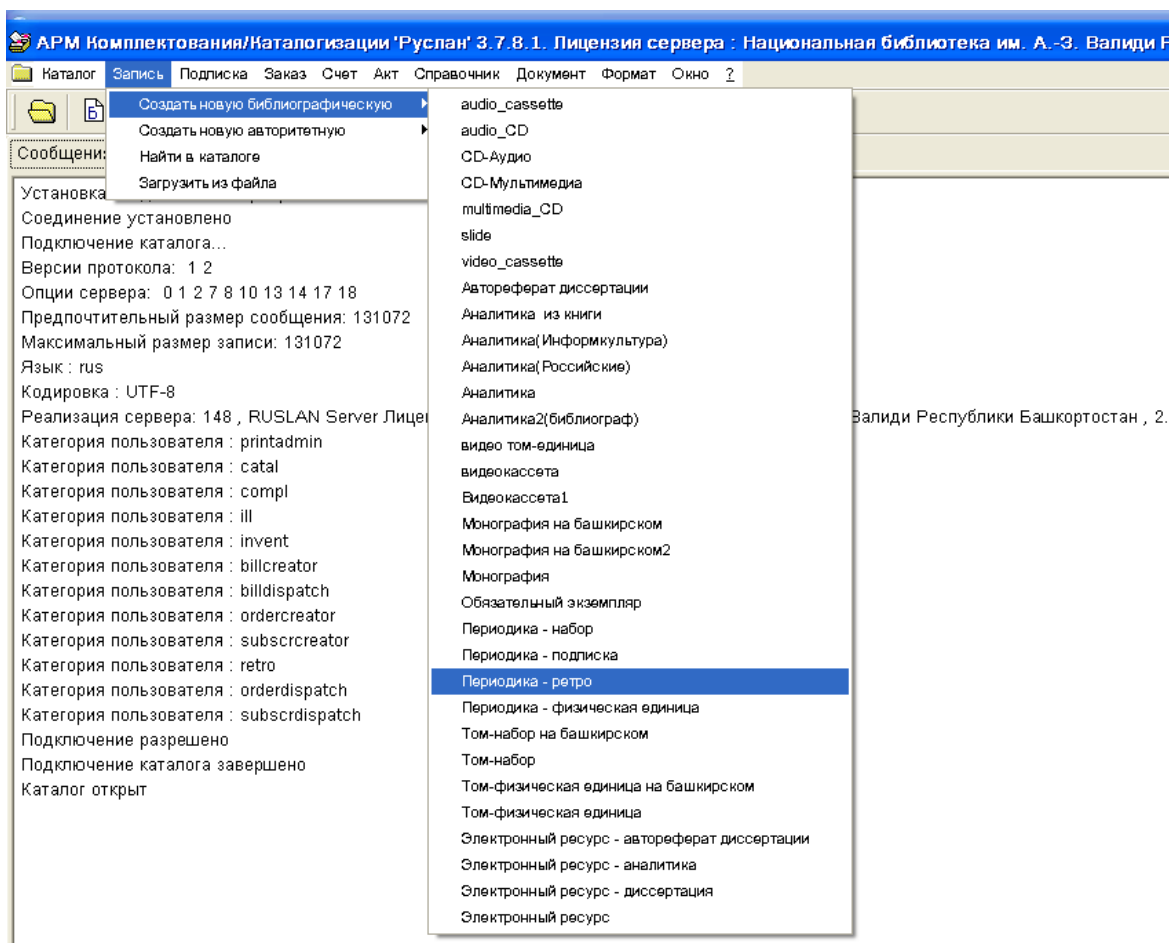 АРМ Комплектования/Каталогизации 'Руслан' 3.7.8.1. Лицензия сервера : Национальная библиотека им. А.-З. Валиди Р
Каталог Запись Подписка Заказ Счет Акт Справочник Документ Формат Окно ?
Создать новую библиографическую
Создать новую авторитетную
Найти в каталоге
Загрузить из файла
audio_cassette
audio_CD
CD-Аудио
CD-Мультимедиа
multimedia_CD
slide
video_cassette
Автореферат диссертации
Аналитика из книги
Аналитика(Информкультура)
Аналитика(Российские)
Аналитика
Аналитика2(библиограф)
видео том-единица
видеокассета
Видеокассета1
Монография на башкирском
Монография на башкирском2
Монография
Обязательный экземпляр
Периодика - набор
Периодика - подписка
Периодика - ретро
Периодика - физическая единица
Том-набор на башкирском
Том-набор
Том-физическая единица на башкирском
Том-физическая единица
Электронный ресурс - автореферат диссертации
Электронный ресурс - аналитика
Электронный ресурс - диссертация
Электронный ресурс
Сообщени
Установка
Соединение установлено
Подключение каталога...
Версии протокола: 1 2
Опции сервера: 0 1 2 7 8 10 13 14 17 18
Предпочтительный размер сообщения: 131072
Максимальный размер записи: 131072
Язык : rus
Кодировка : UTF-8
Реализация сервера: 148 , RUSLAN Server Лице Валиди Республики Башкортостан , 2.
Категория пользователя : printadmin
Категория пользователя : catal
Категория пользователя : compl
Категория пользователя : ill
Категория пользователя : invent
Категория пользователя : billcreator
Категория пользователя : billdispatch
Категория пользователя : ordercreator
Категория пользователя : subscrcreator
Категория пользователя : retro
Категория пользователя : orderdispatch
Категория пользователя : subscrdispatch
Подключение разрешено
Подключение каталога завершено
Каталог открыт